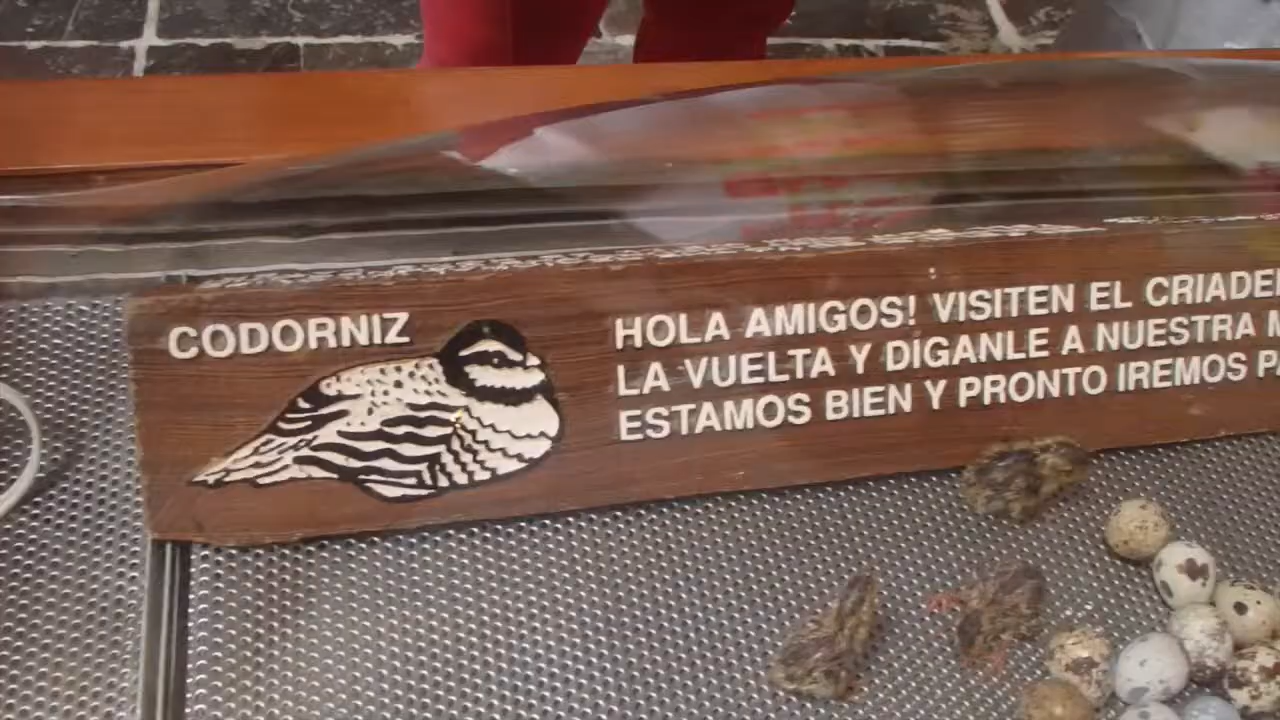 CODORNIZ
HOLA AMIGOS! VISITEN EL
LA VUELTA Y DIGANLE A NUESTRA
ESTAMOS BIEN Y PRONTO IREMOS